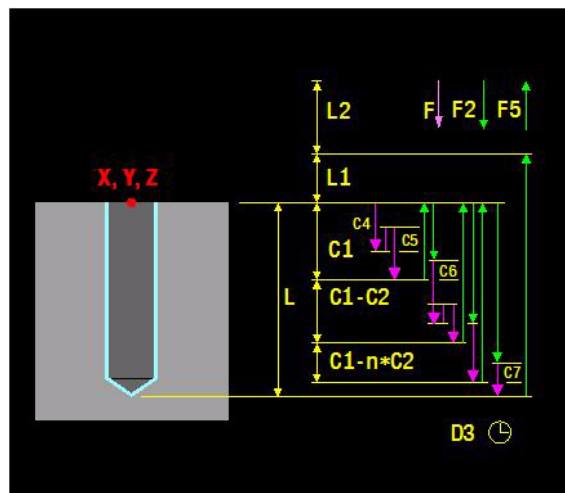 L2
F F2 F5
X, Y, Z
L1
C4
C5
C1
C6
L
C1-C2
C1-n*C2
C7
D3